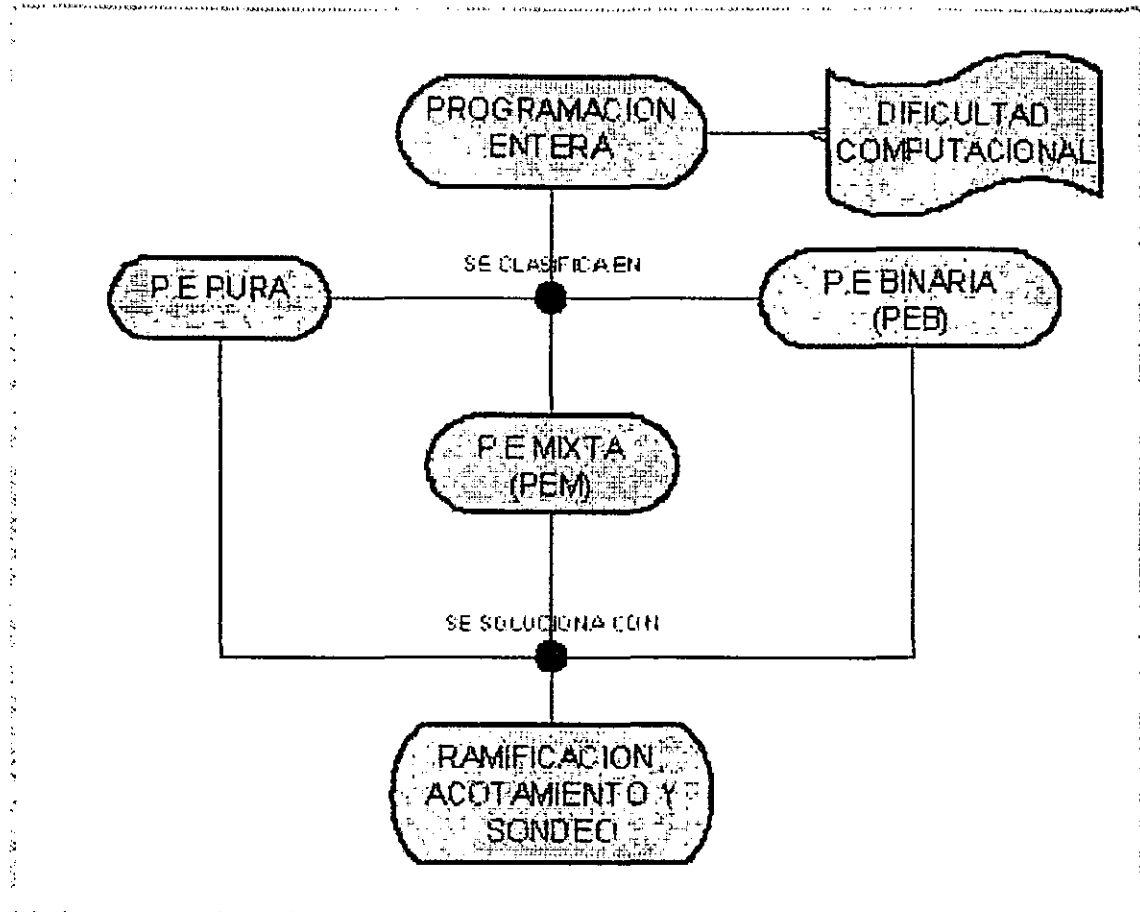 PROGRAMACION
ENTERA
DIFICULTAD
COMPUTACIONAL
SE CLASIFICA EN
P.E PURA
P.E BINARIA
(PEB)
P.E MIXTA
(PEM)
SE SOLUCIONA CON
RAMIFICACION,
ACOTAMIENTO Y
SONDEO